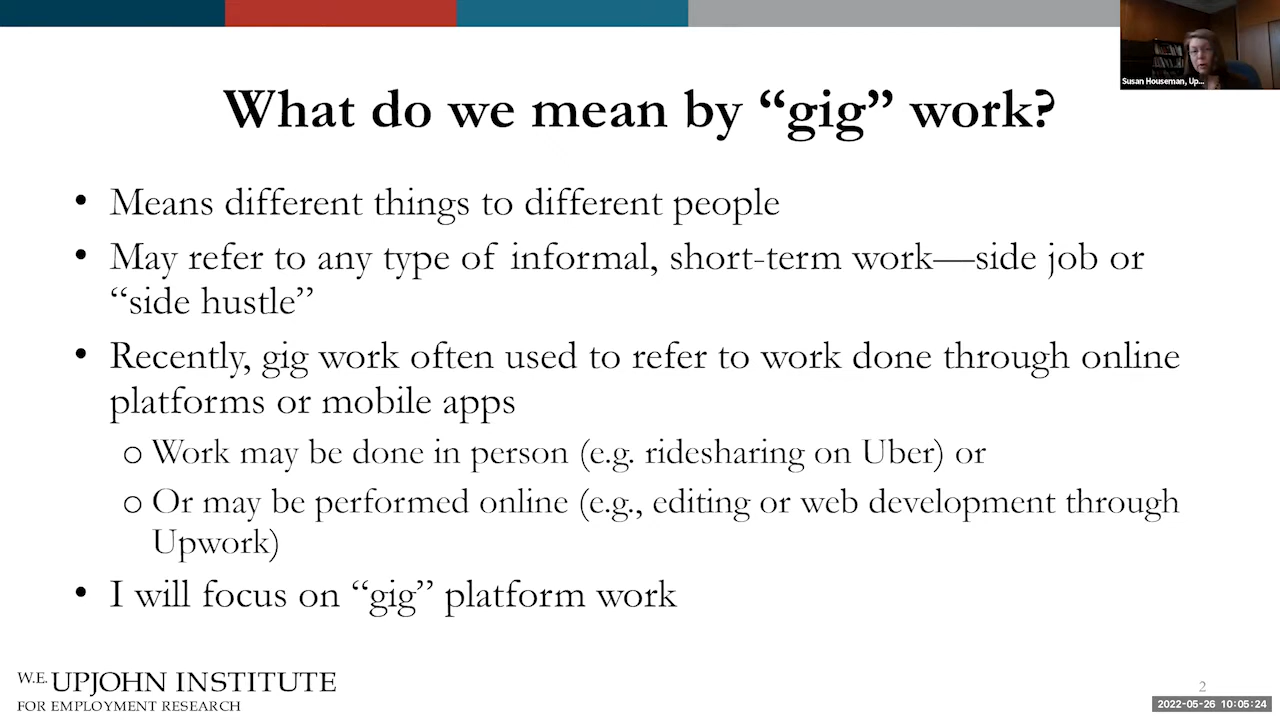 Susan Houseman, Up...
What do we mean by “gig” work?
• Means different things to different people
• May refer to any type of informal, short-term work—side job or
“side hustle”
• Recently, gig work often used to refer to work done through online
platforms or mobile apps
o Work may be done in person (e.g. ridesharing on Uber) or
o Or may be performed online (e.g., editing or web development through
Upwork)
• I will focus on “gig” platform work
W.E. UPJOHN INSTITUTE
FOR EMPLOYMENT RESEARCH
2
2022-05-26 10:05:24